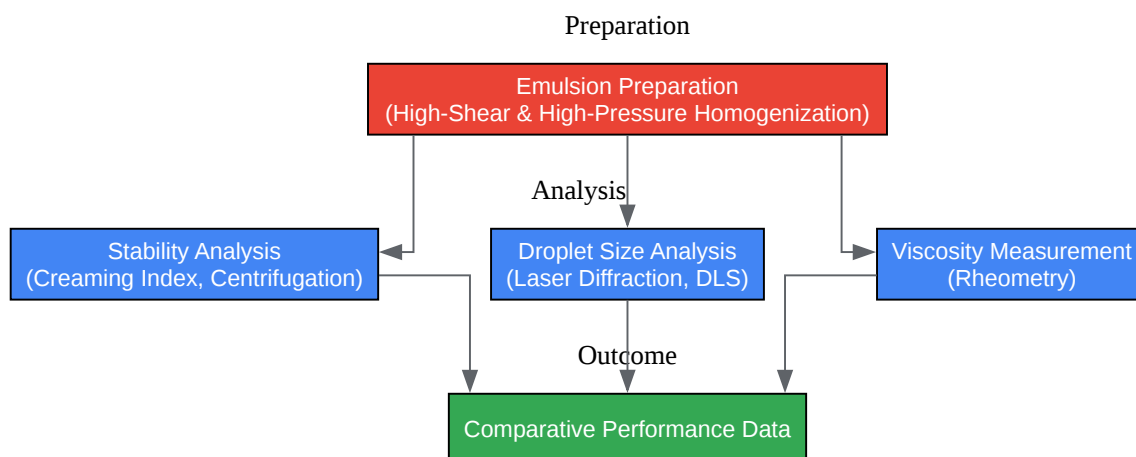 Preparation
Emulsion Preparation
(High-Shear & High-Pressure Homogenization)
Analysis
Stability Analysis
(Creaming Index, Centrifugation)
Droplet Size Analysis
(Laser Diffraction, DLS)
Viscosity Measurement
(Rheometry)
Outcome
Comparative Performance Data